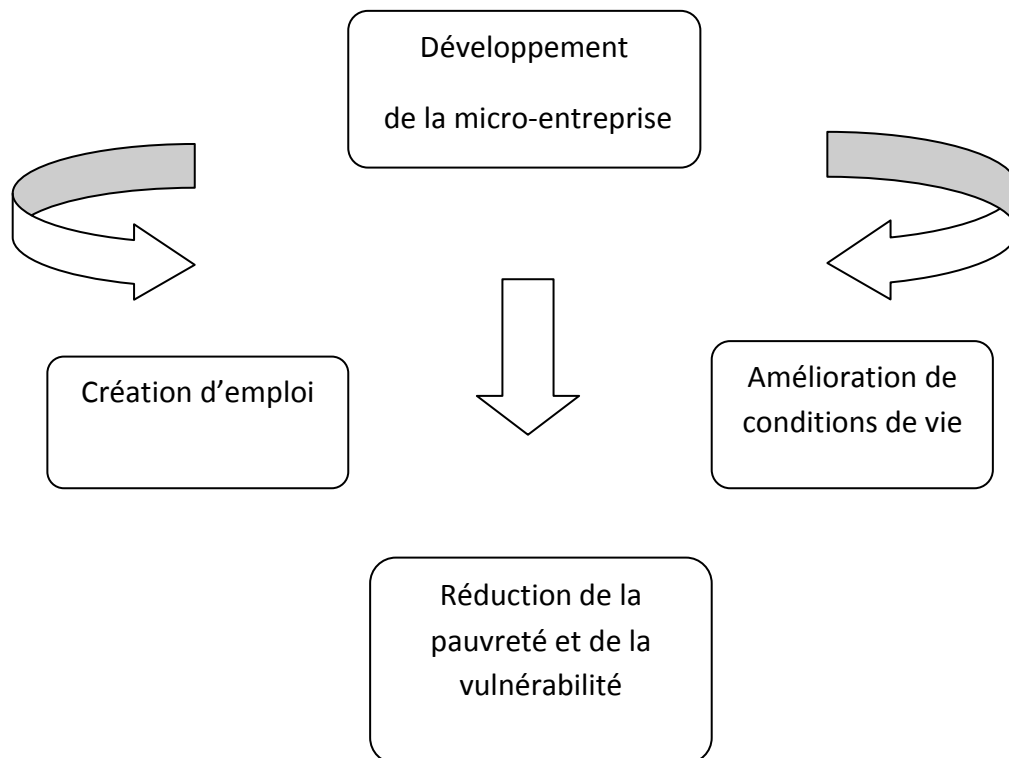 Développement
de la micro-entreprise
Création d’emploi
Amélioration de
conditions de vie
Réduction de la
pauvreté et de la
vulnérabilité